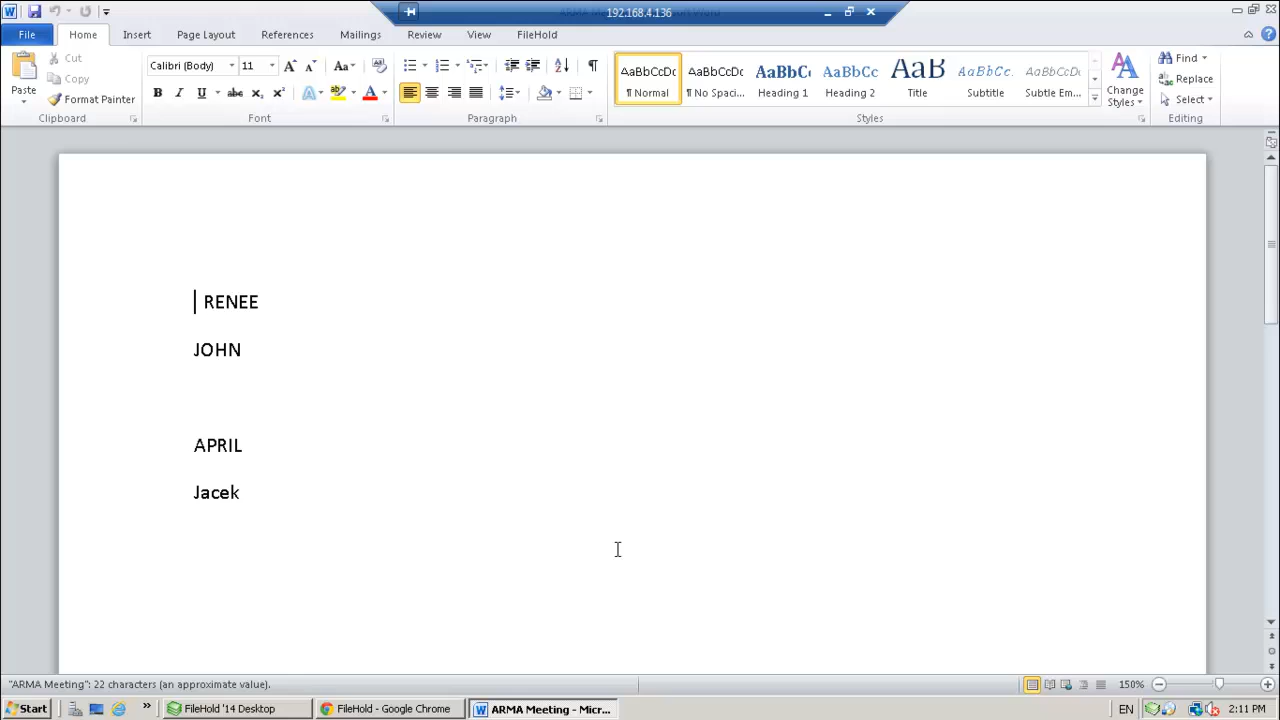 192.168.4.136
File Home Insert Page Layout References Mailings Review View FileHold
Paste Cut Copy Format Painter
Clipboard
Calibri (Body) 11
Font
Paragraph
AaBbCcDc AaBbCcDc AaBbC AaBbCc AaB AaBbCc. AaBbCcDc
¶ Normal ¶ No Spaci... Heading 1 Heading 2 Title Subtitle Subtle Em...
Change Styles
Styles
Find
Replace
Select
Editing
RENEE
JOHN
APRIL
Jacek
"ARMA Meeting": 22 characters (an approximate value).
150%
Start FileHold '14 Desktop FileHold - Google Chrome ARMA Meeting - Micr... EN 2:11 PM